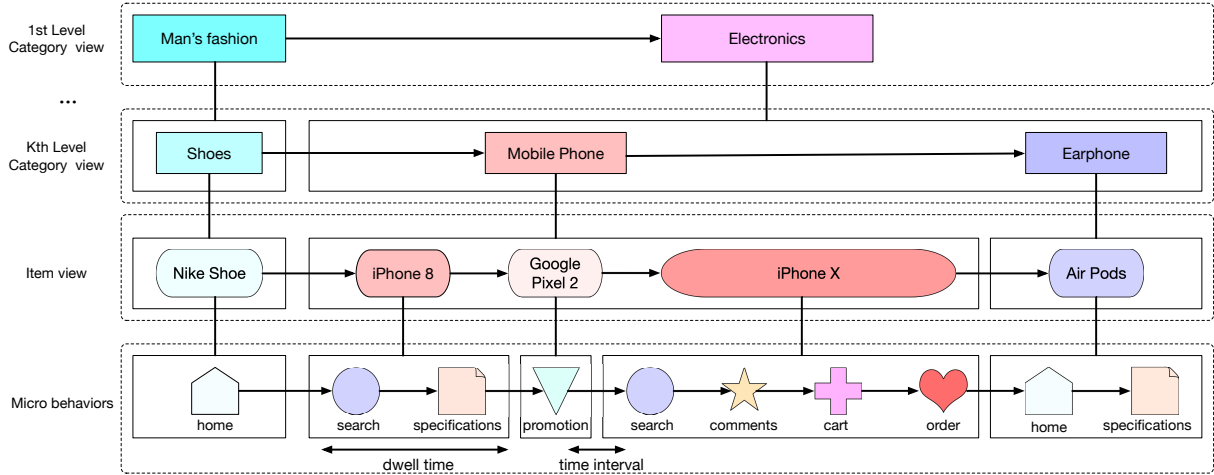 1st Level
Category view
Man's fashion
Electronics
...
Kth Level
Category view
Shoes
Mobile Phone
Earphone
Item view
Nike Shoe
iPhone 8
Google
Pixel 2
iPhone X
Air Pods
Micro behaviors
home
search
specifications
promotion
search
comments
cart
order
home
specifications
dwell time
time interval